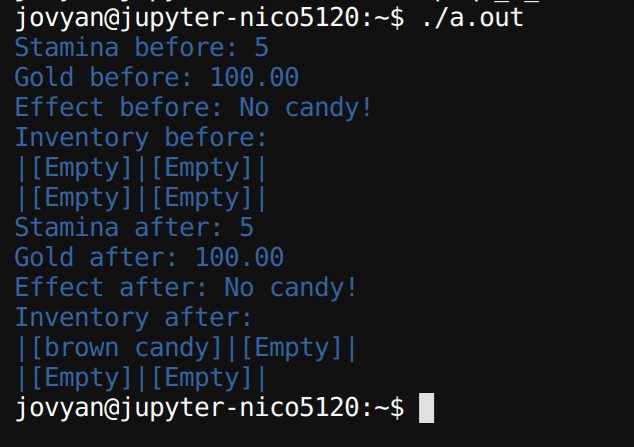 jovyan@jupyter-nico5120:~$ ./a.out
Stamina before: 5
Gold before: 100.00
Effect before: No candy!
Inventory before:
|[Empty]|[Empty]|
|[Empty]|[Empty]|
Stamina after: 5
Gold after: 100.00
Effect after: No candy!
Inventory after:
|[brown candy]|[Empty]|
|[Empty]|[Empty]|
jovyan@jupyter-nico5120:~$